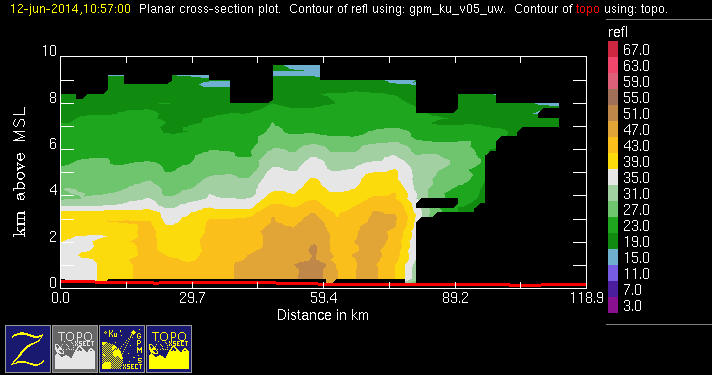 12-jun-2014,10:57:00 Planar cross-section plot. Contour of refl using: gpm_ku_v05_uw. Contour of topo using: topo.
refl
67.0
63.0
59.0
55.0
51.0
47.0
43.0
39.0
35.0
31.0
27.0
23.0
19.0
15.0
11.0
7.0
3.0
10
8
6
4
2
0
km above MSL
0.0 29.7 59.4 89.2 118.9
Distance in km
Z
TOPO
XSECT
"Ku"
GPM
XSECT
TOPO
XSECT